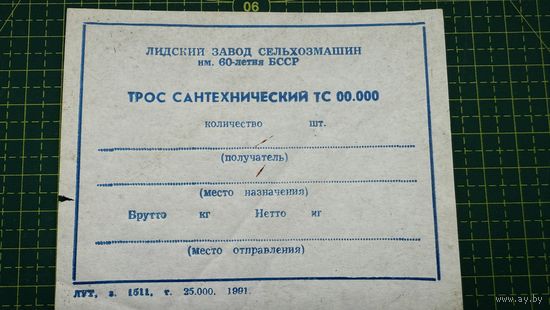 06
ЛИДСКИЙ ЗАВОД СЕЛЬХОЗМАШИН
им. 60-летия БССР
ТРОС САНТЕХНИЧЕСКИЙ ТС 00.000
количество шт.
(получатель)
(место назначения)
Брутто кг Нетто кг
(место отправления)
ЛУТ, з. 1511, т. 25.000. 1991.
ay.by